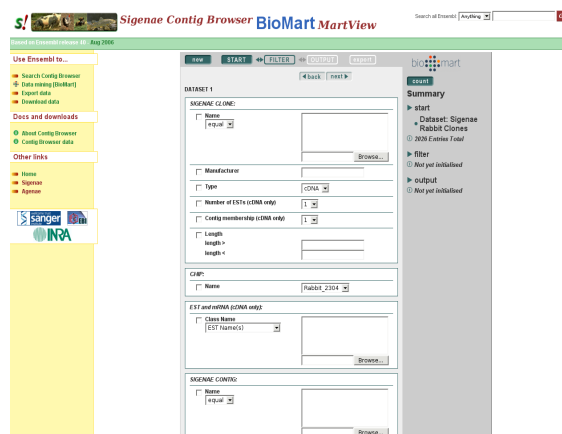 s!
Sigenae Contig Browser BioMart MartView
Search all Ensembl: Anything
Based on Ensembl release 40 - Aug 2006
Use Ensembl to...
Search Contig Browser
Data mining [BioMart]
Export data
Download data
Docs and downloads
About Contig Browser
Contig Browser data
Other links
Home
Sigenae
Agenae
sanger
EBI
INRA
new START FILTER OUTPUT export
back next
DATASET 1
SIGENAE CLONE:
Name
equal
Browse...
Manufacturer
Type cDNA
Number of ESTs (cDNA only) 1
Contig membership (cDNA only) 1
Length
length >
length <
CHIP:
Name Rabbit_2304
EST and mRNA (cDNA only):
Class Name
EST Name(s)
Browse...
SIGENAE CONTIG:
Name
equal
Browse...
biomart
count
Summary
start
Dataset: Sigenae
Rabbit Clones
2026 Entries Total
filter
Not yet initialised
output
Not yet initialised